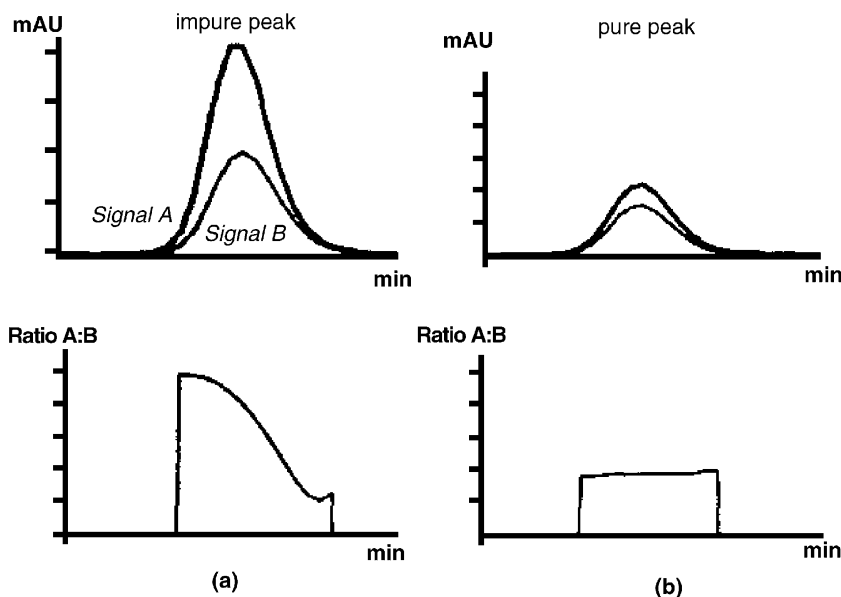 impure peak
mAU
Signal A
Signal B
min
pure peak
mAU
min
Ratio A:B
min
(a)
Ratio A:B
min
(b)